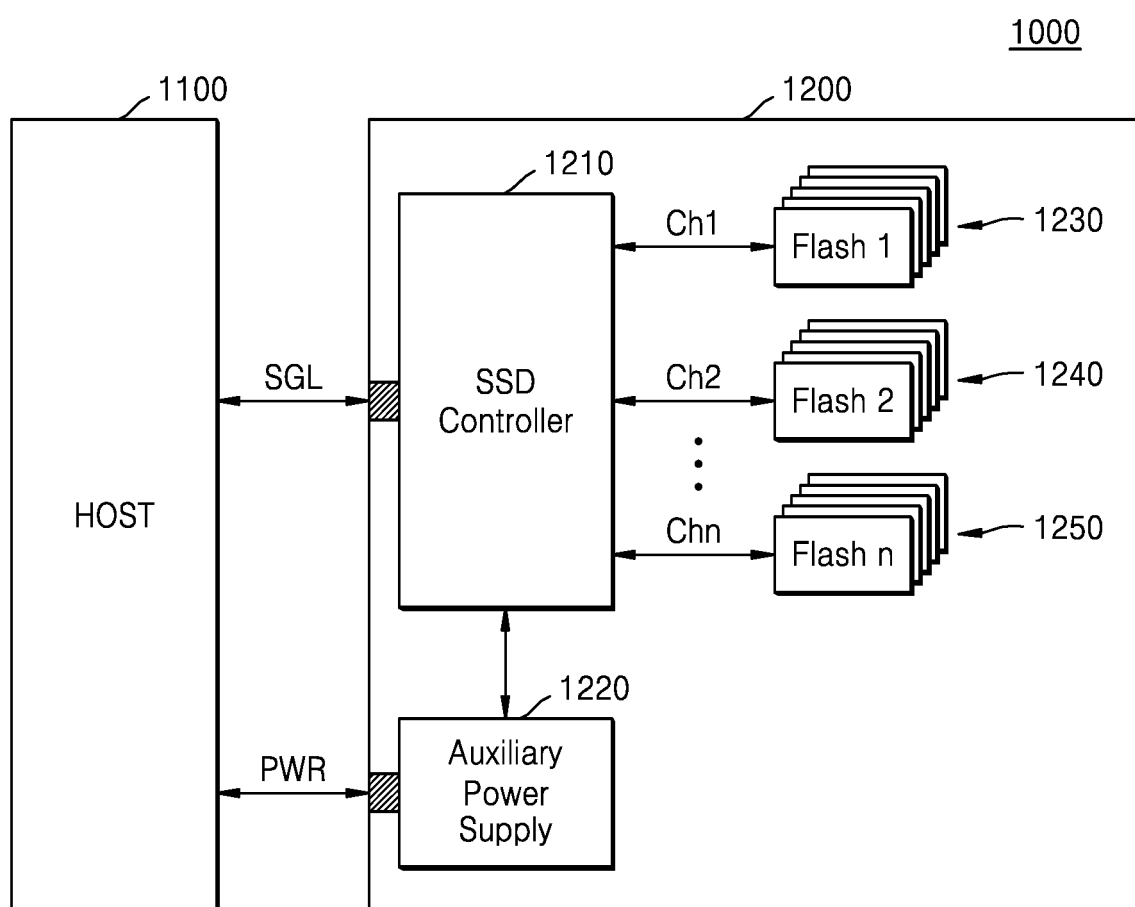 1000
1100
1200
1210
Ch1
Flash 1
1230
SGL
SSD
Controller
Ch2
Flash 2
1240
HOST
Chn
Flash n
1250
1220
PWR
Auxiliary
Power
Supply